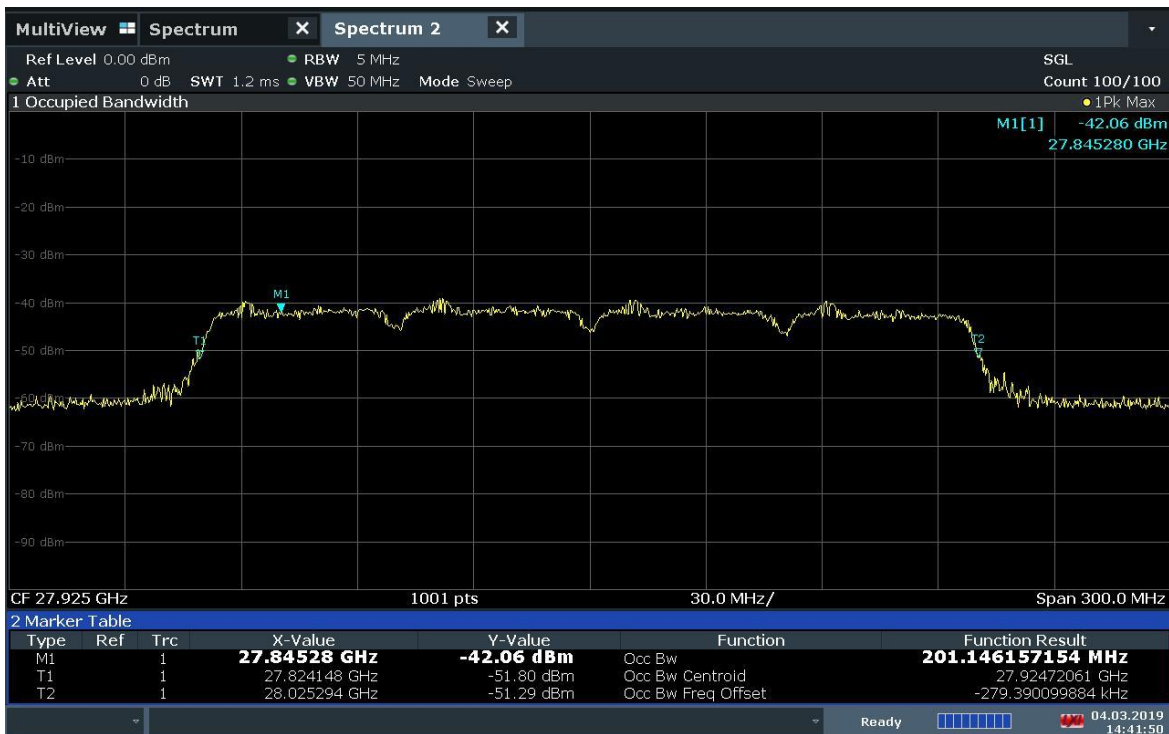 MultiView Spectrum Spectrum 2
Ref Level 0.00 dBm RBW 5 MHz SGL
Att 0 dB SWT 1.2 ms VBW 50 MHz Mode Sweep Count 100/100
1 Occupied Bandwidth 1Pk Max
M1[1] -42.06 dBm
27.845280 GHz
-10 dBm
-20 dBm
-30 dBm
-40 dBm
M1
T1
T2
-50 dBm
-60 dBm
-70 dBm
-80 dBm
-90 dBm
CF 27.925 GHz 1001 pts 30.0 MHz/ Span 300.0 MHz
2 Marker Table
Type Ref Trc X-Value Y-Value Function Function Result
M1 1 27.84528 GHz -42.06 dBm Occ Bw 201.146157154 MHz
T1 1 27.824148 GHz -51.80 dBm Occ Bw Centroid 27.92472061 GHz
T2 1 28.025294 GHz -51.29 dBm Occ Bw Freq Offset -279.390099884 kHz
Ready LXI 04.03.2019
14:41:50